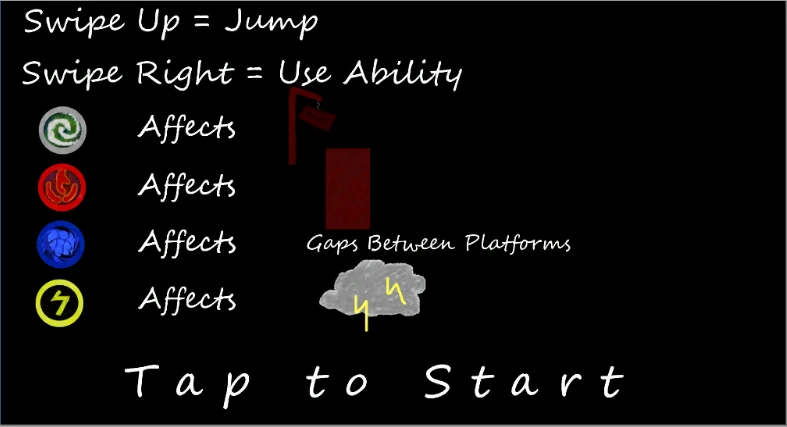 Swipe Up = Jump
Swipe Right = Use Ability
Affects
Affects
Affects Gaps Between Platforms
Affects
Tap to Start